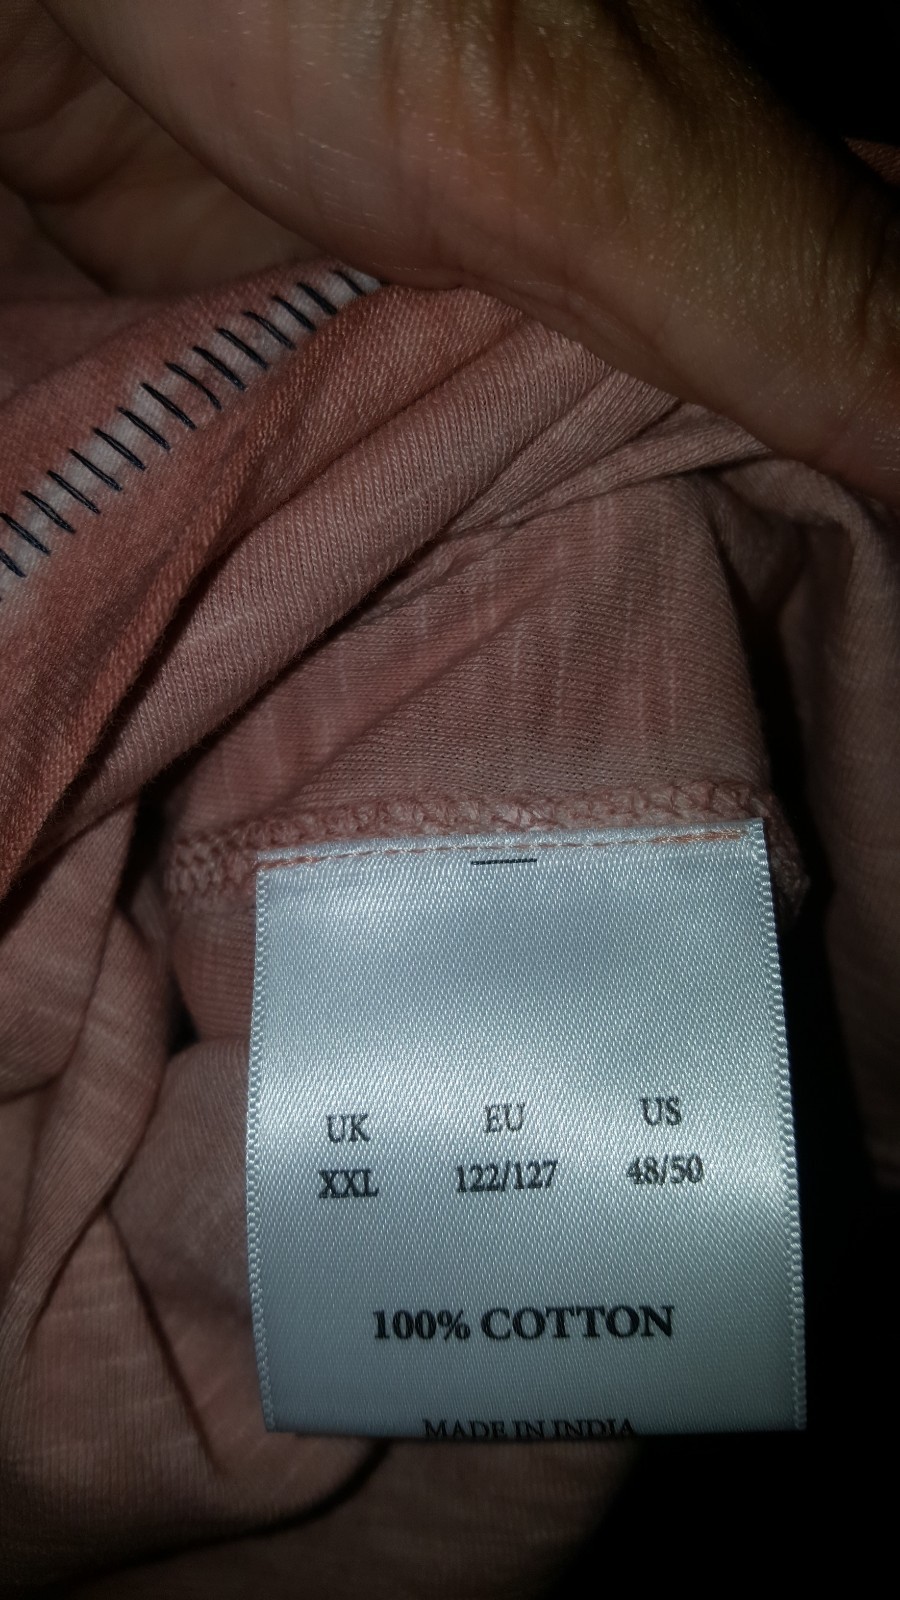 UK EU US
XXL 122/127 48/50
100% COTTON
MADE IN INDIA